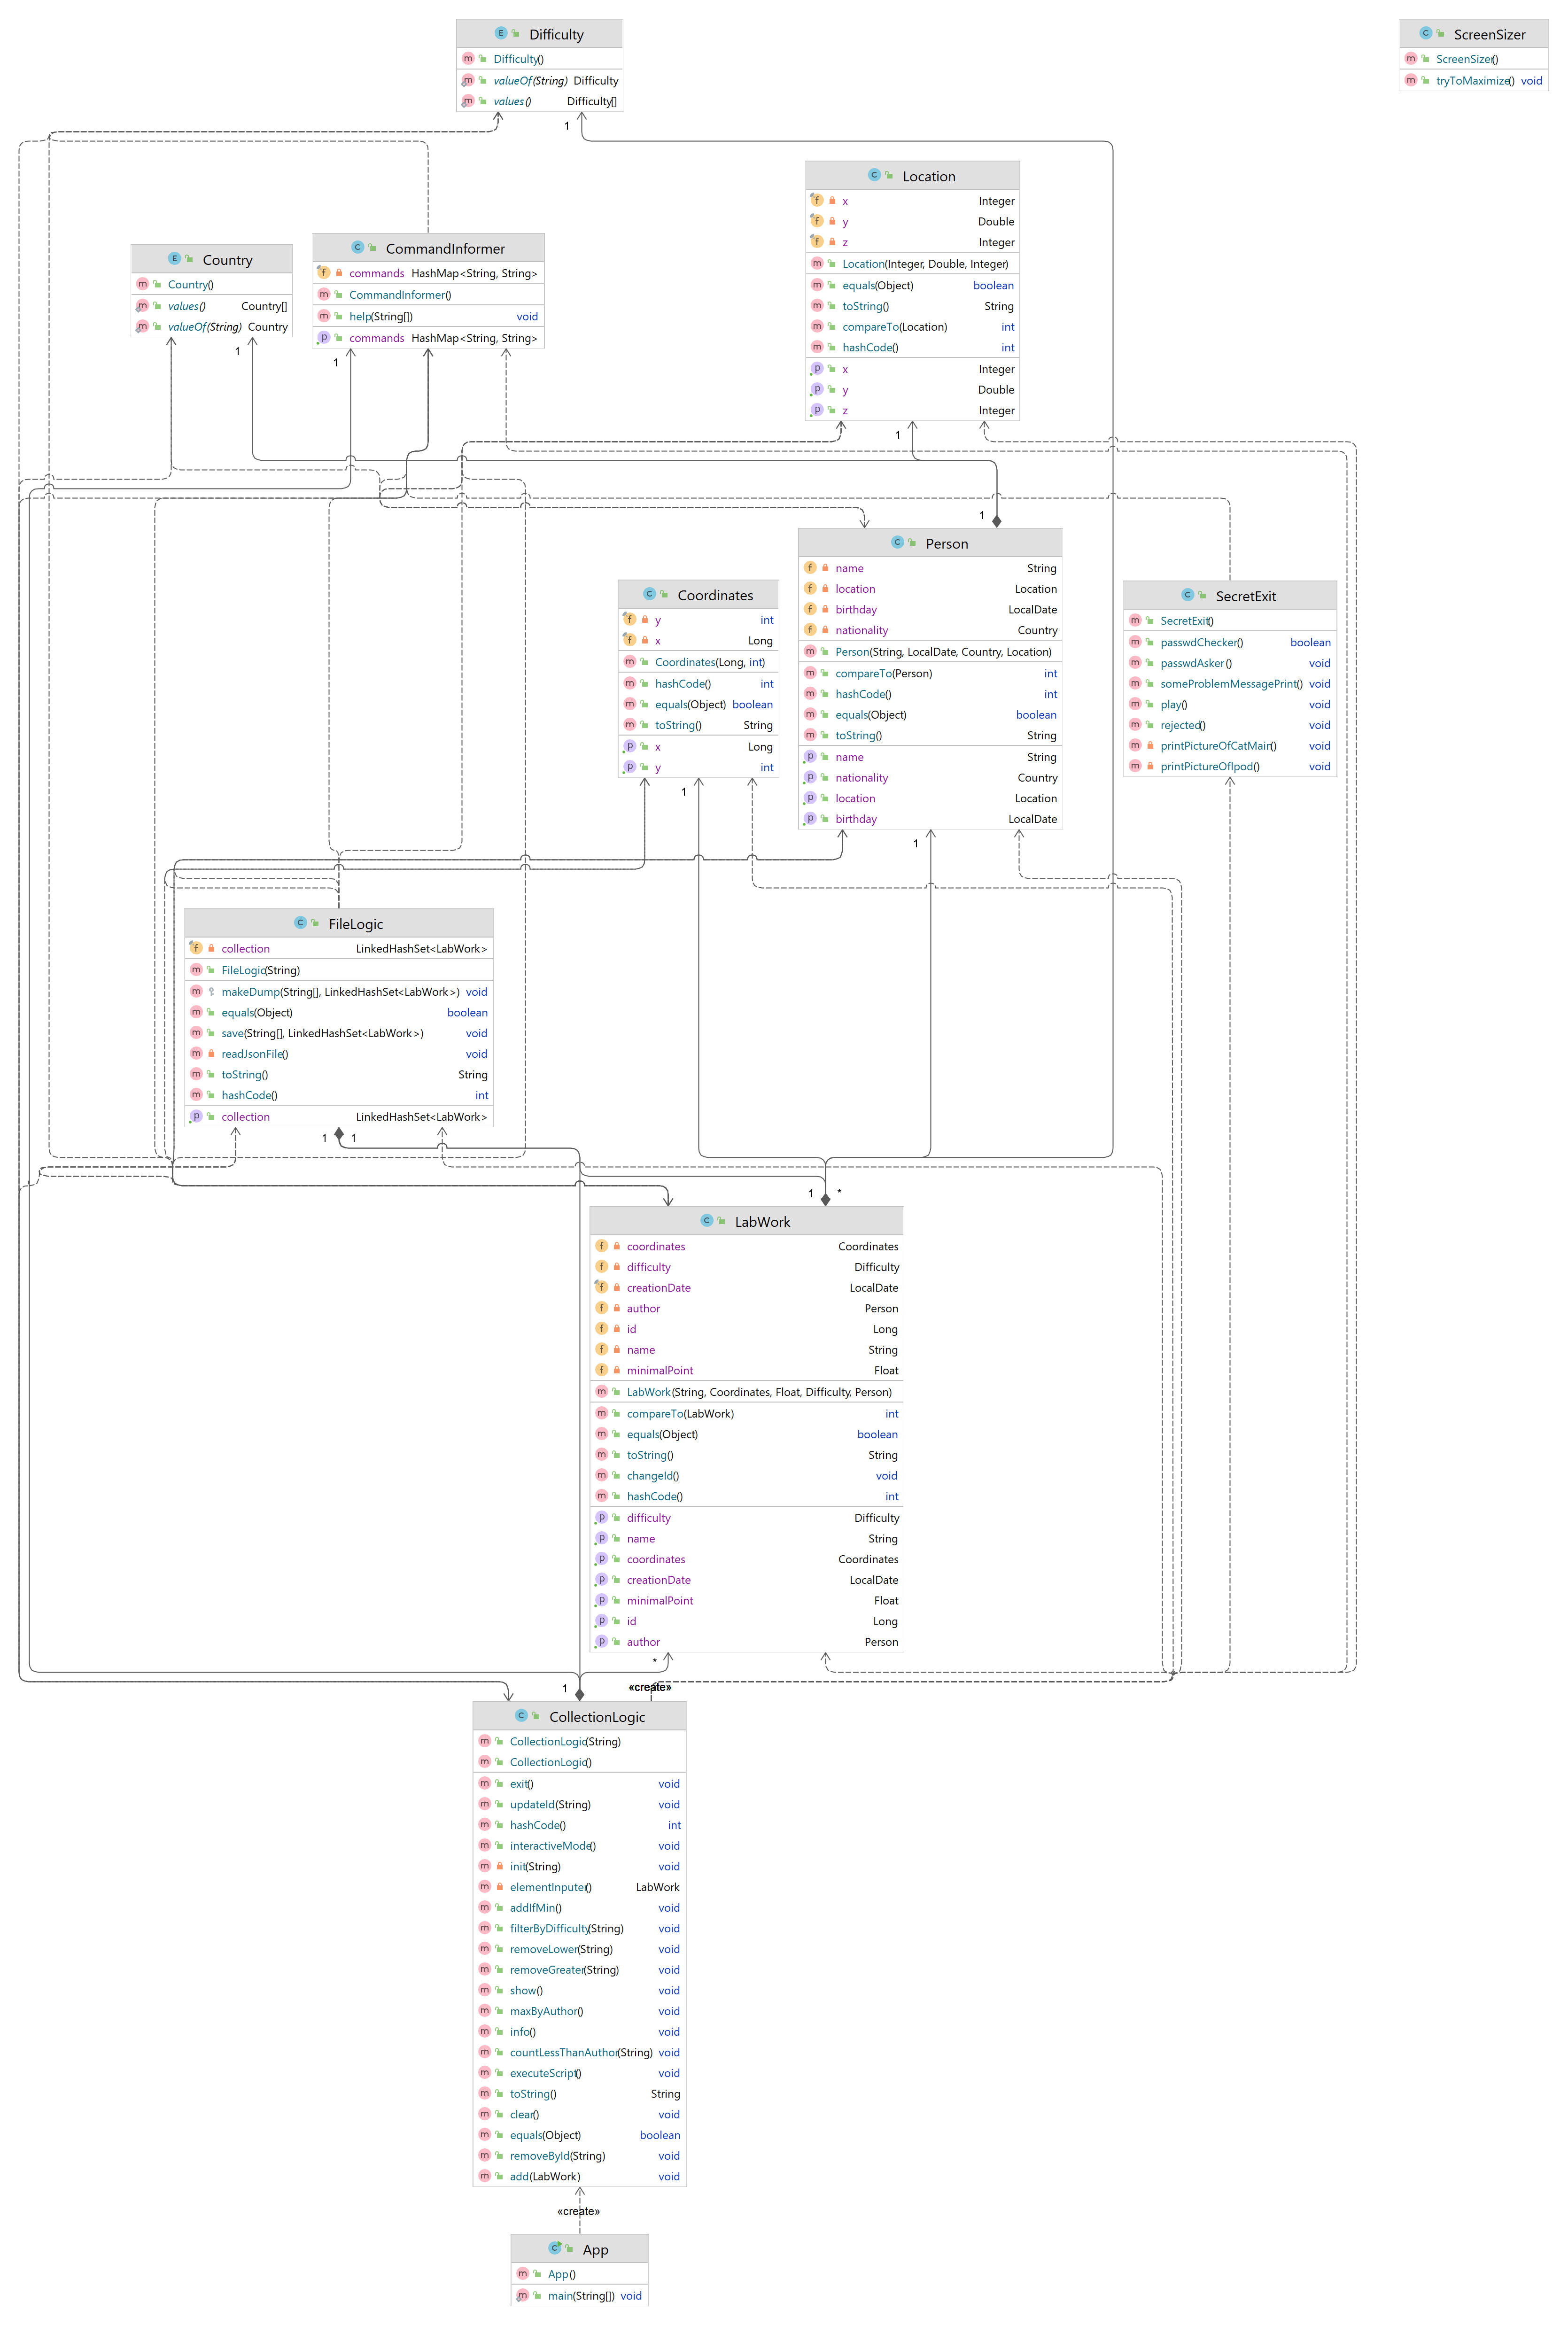 Difficulty
Difficulty()
valueOf(String) Difficulty
values() Difficulty[]
1
ScreenSizer
ScreenSizer()
tryToMaximize() void
Location
x Integer
y Double
z Integer
Location(Integer, Double, Integer)
equals(Object) boolean
toString() String
compareTo(Location) int
hashCode() int
x Integer
y Double
z Integer
1
Country
Country()
values() Country[]
valueOf(String) Country
1
CommandInformer
commands HashMap<String, String>
CommandInformer()
help(String[]) void
commands HashMap<String, String>
1
1
Person
name String
location Location
birthday LocalDate
nationality Country
Person(String, LocalDate, Country, Location)
compareTo(Person) int
hashCode() int
equals(Object) boolean
toString() String
name String
nationality Country
location Location
birthday LocalDate
1
Coordinates
y int
x Long
Coordinates(Long, int)
hashCode() int
equals(Object) boolean
toString() String
x Long
y int
1
SecretExit
SecretExit()
passwdChecker() boolean
passwdAsker() void
someProblemMessagePrint() void
play() void
rejected() void
printPictureOfCatMain() void
printPictureOfIpod() void
FileLogic
collection LinkedHashSet<LabWork>
FileLogic(String)
makeDump(String[], LinkedHashSet<LabWork>) void
equals(Object) boolean
save(String[], LinkedHashSet<LabWork>) void
readJsonFile() void
toString() String
hashCode() int
collection LinkedHashSet<LabWork>
1 1
1 *
LabWork
coordinates Coordinates
difficulty Difficulty
creationDate LocalDate
author Person
id Long
name String
minimalPoint Float
LabWork(String, Coordinates, Float, Difficulty, Person)
compareTo(LabWork) int
equals(Object) boolean
toString() String
changeId() void
hashCode() int
difficulty Difficulty
name String
coordinates Coordinates
creationDate LocalDate
minimalPoint Float
id Long
author Person
*
1 «create»
CollectionLogic
CollectionLogic(String)
CollectionLogic()
exit() void
updateId(String) void
hashCode() int
interactiveMode() void
init(String) void
elementInputer() LabWork
addIfMin() void
filterByDifficulty(String) void
removeLower(String) void
removeGreater(String) void
show() void
maxByAuthor() void
info() void
countLessThanAuthor(String) void
executeScript() void
toString() String
clear() void
equals(Object) boolean
removeById(String) void
add(LabWork) void
«create»
App
App()
main(String[]) void